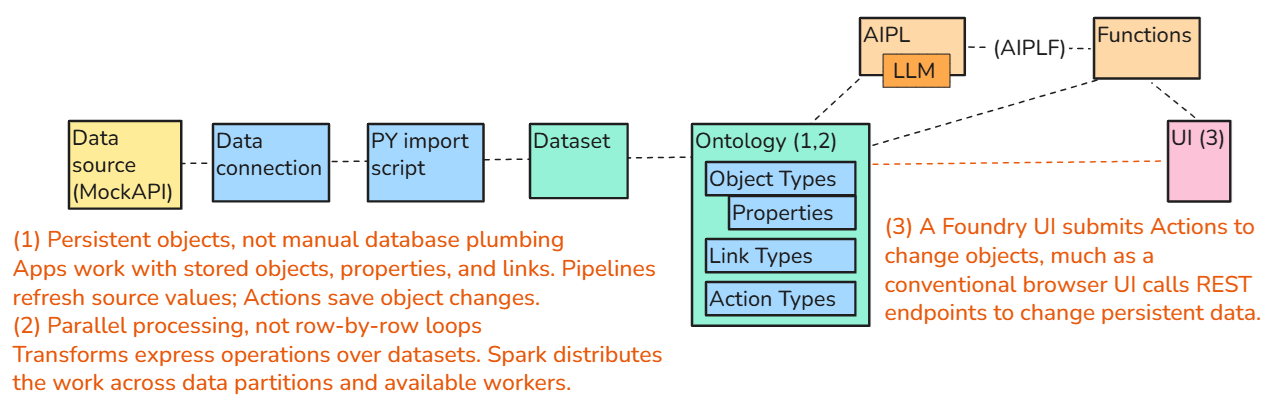 AIPL
LLM
(AIPLF)
Functions
Data
source
(MockAPI)
Data
connection
PY import
script
Dataset
Ontology (1,2)
Object Types
Properties
Link Types
Action Types
UI (3)
(1) Persistent objects, not manual database plumbing
Apps work with stored objects, properties, and links. Pipelines
refresh source values; Actions save object changes.
(2) Parallel processing, not row-by-row loops
Transforms express operations over datasets. Spark distributes
the work across data partitions and available workers.
(3) A Foundry UI submits Actions to
change objects, much as a
conventional browser UI calls REST
endpoints to change persistent data.